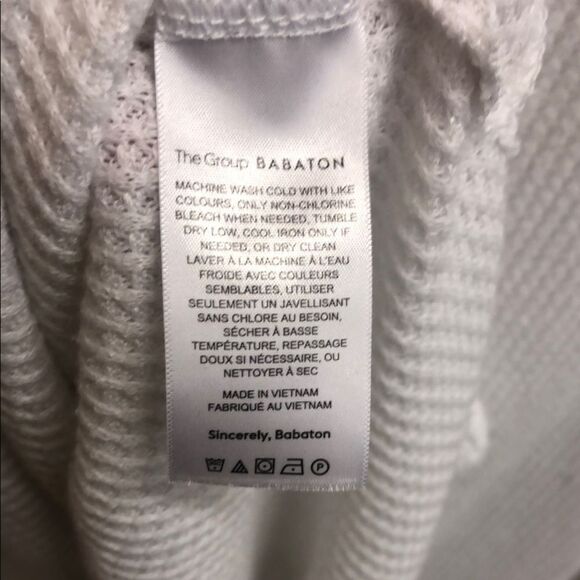 The Group BABATON
MACHINE WASH COLD WITH LIKE
COLOURS, ONLY NON-CHLORINE
BLEACH WHEN NEEDED, TUMBLE
DRY LOW, COOL IRON ONLY IF
NEEDED, OR DRY CLEAN
LAVER À LA MACHINE À L'EAU
FROIDE AVEC COULEURS
SEMBLABLES, UTILISER
SEULEMENT UN JAVELLISANT
SANS CHLORE AU BESOIN,
SÉCHER À BASSE
TEMPÉRATURE, REPASSAGE
DOUX SI NÉCESSAIRE, OU
NETTOYER À SEC
MADE IN VIETNAM
FABRIQUÉ AU VIETNAM
Sincerely, Babaton
P